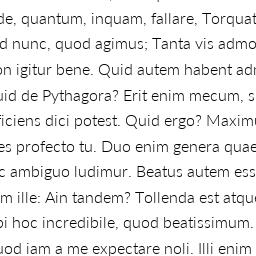 de, quantum, inquam, fallare, Torquat
d nunc, quod agimus; Tanta vis admo
on igitur bene. Quid autem habent adm
uid de Pythagora? Erit enim mecum, s
ficiens dici potest. Quid ergo? Maximu
es profecto tu. Duo enim genera quae
c ambiguo ludimur. Beatus autem ess
m ille: Ain tandem? Tollenda est atque
bi hoc incredibile, quod beatissimum.
uod iam a me expectare noli. Illi enim